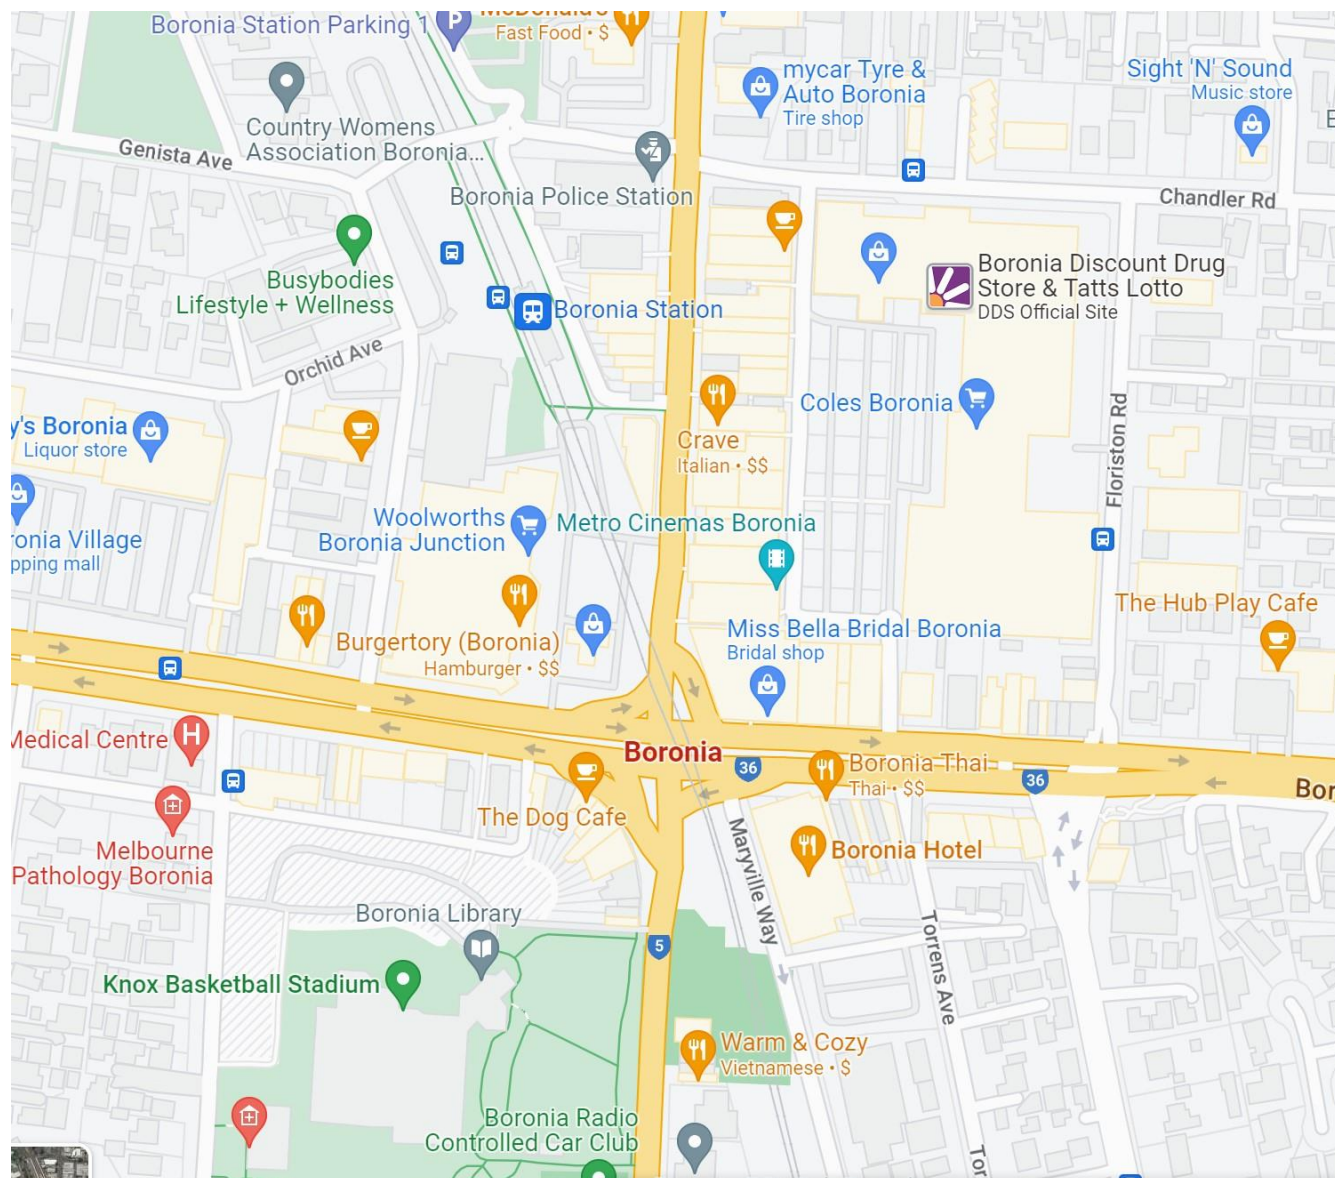 Boronia Station Parking 1
P
McDonald's
Fast Food • $
mycar Tyre &
Auto Boronia
Tire shop
Sight 'N' Sound
Music store
Country Womens
Association Boronia...
Genista Ave
Boronia Police Station
Chandler Rd
Busybodies
Lifestyle + Wellness
Boronia Station
Boronia Discount Drug
Store & Tatts Lotto
DDS Official Site
Orchid Ave
y's Boronia
Liquor store
Crave
Italian • $$
Coles Boronia
Floriston Rd
ronia Village
pping mall
Woolworths
Boronia Junction
Metro Cinemas Boronia
The Hub Play Cafe
Burgertory (Boronia)
Hamburger • $$
Miss Bella Bridal Boronia
Bridal shop
Medical Centre
H
Boronia
36
Boronia Thai
Thai • $$
36
Bor
The Dog Cafe
Maryville Way
Boronia Hotel
Melbourne
Pathology Boronia
Boronia Library
5
Torrens Ave
Knox Basketball Stadium
Warm & Cozy
Vietnamese • $
Boronia Radio
Controlled Car Club
Tor